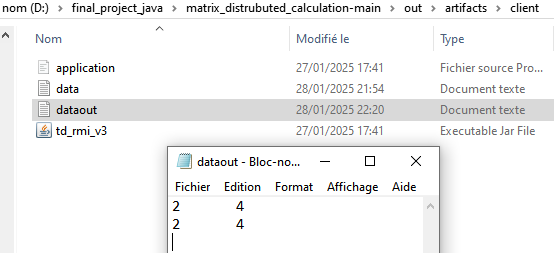 nom (D:) > final_project_java > matrix_distrubuted_calculation-main > out > artifacts > client
Nom Modifié le Type
application 27/01/2025 17:41 Fichier source Pro...
data 28/01/2025 21:54 Document texte
dataout 28/01/2025 22:20 Document texte
td_rmi_v3 27/01/2025 17:41 Executable Jar File
dataout - Bloc-no...
Fichier Edition Format Affichage Aide
2 4
2 4